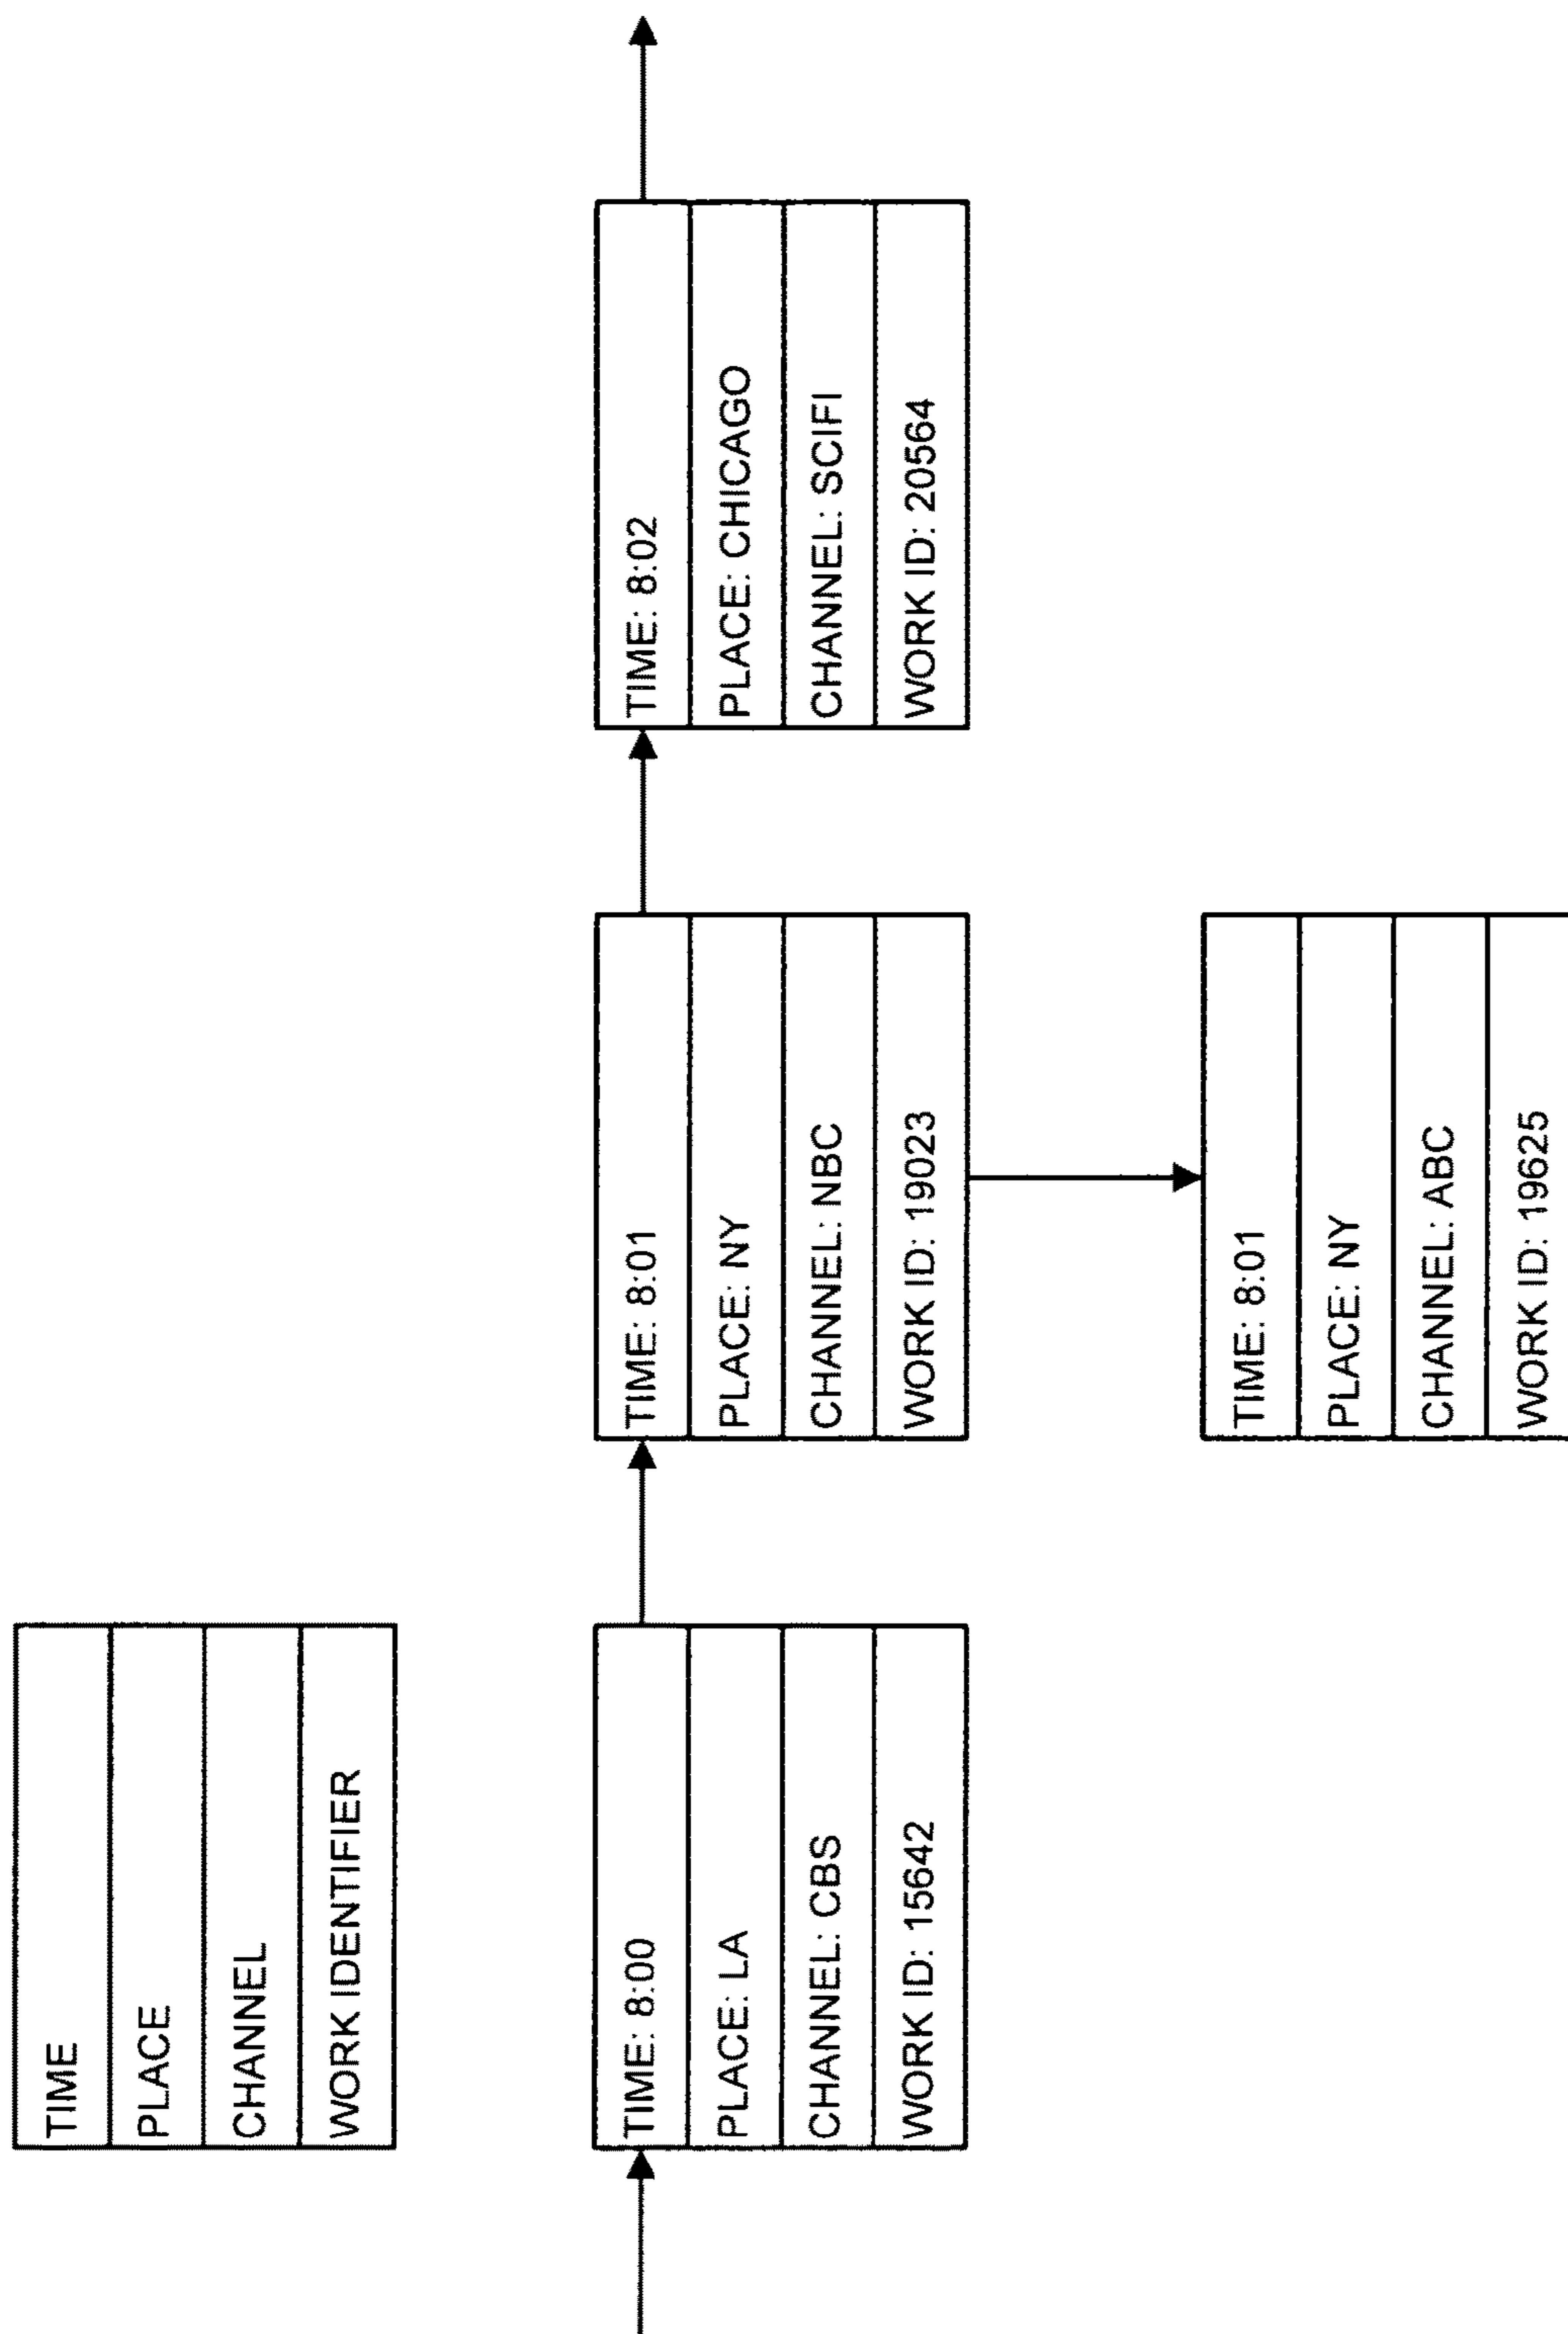 TIME
PLACE
CHANNEL
WORK IDENTIFIER
TIME: 8:00
PLACE: LA
CHANNEL: CBS
WORK ID: 15642
TIME: 8:01
PLACE: NY
CHANNEL: NBC
WORK ID: 19023
TIME: 8:02
PLACE: CHICAGO
CHANNEL: SCIFI
WORK ID: 20564
TIME: 8:01
PLACE: NY
CHANNEL: ABC
WORK ID: 19625